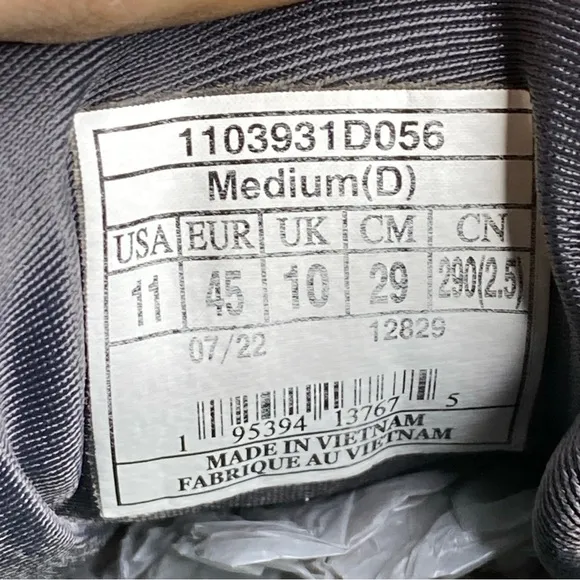 1103931D056
Medium(D)
USA EUR UK CM CN
11 45 10 29 290(2.5)
07/22 12829
1 95394 13767 5
MADE IN VIETNAM
FABRIQUE AU VIETNAM